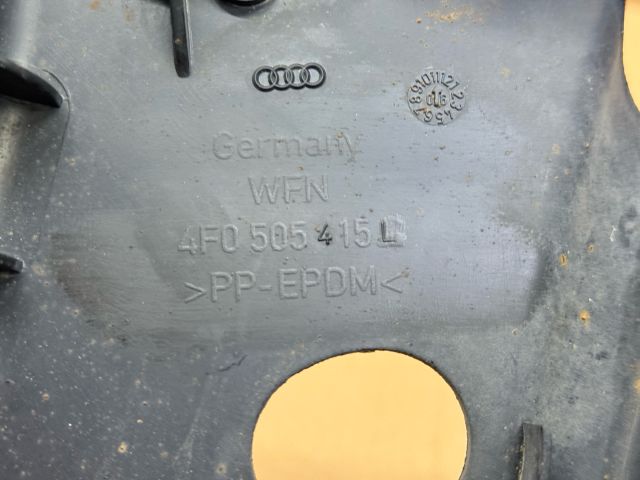 Germany
WFN
4F0 505 415 L
>PP-EPDM<